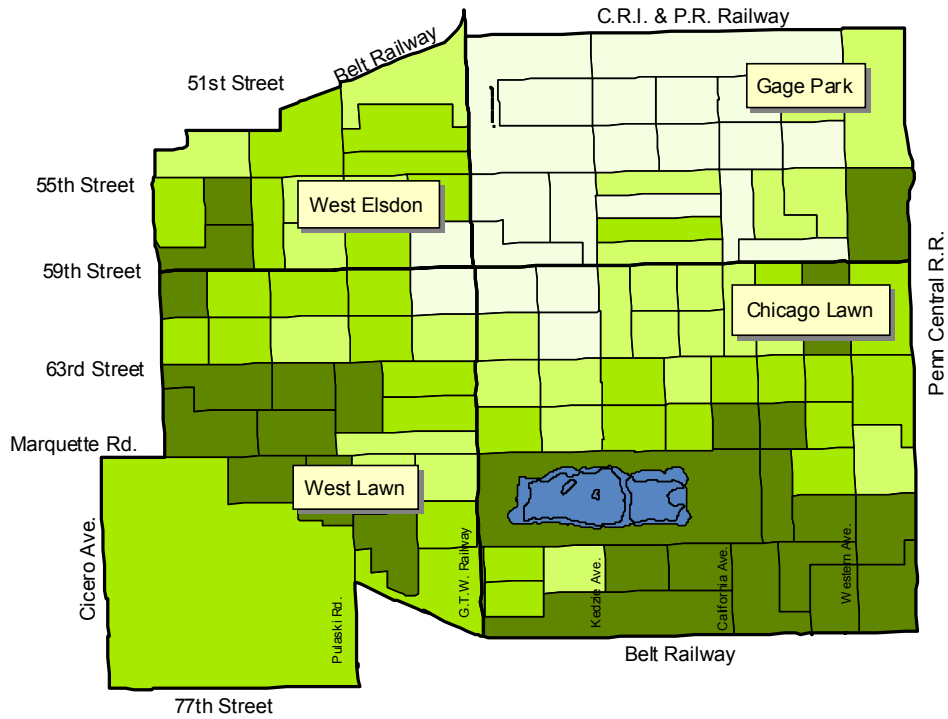 C.R.I. & P.R. Railway
Belt Railway
51st Street
Gage Park
55th Street
West Elsdon
59th Street
Chicago Lawn
Penn Central R.R.
63rd Street
Marquette Rd.
West Lawn
Cicero Ave.
Pulaski Rd.
G.T.W. Railway
Kedzie Ave.
Calfornia Ave.
Western Ave.
Belt Railway
77th Street